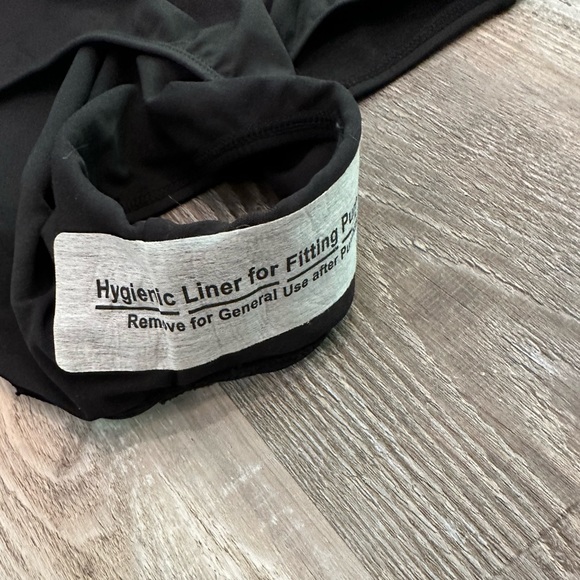 Hygienic Liner for Fitting
Remove for General Use after